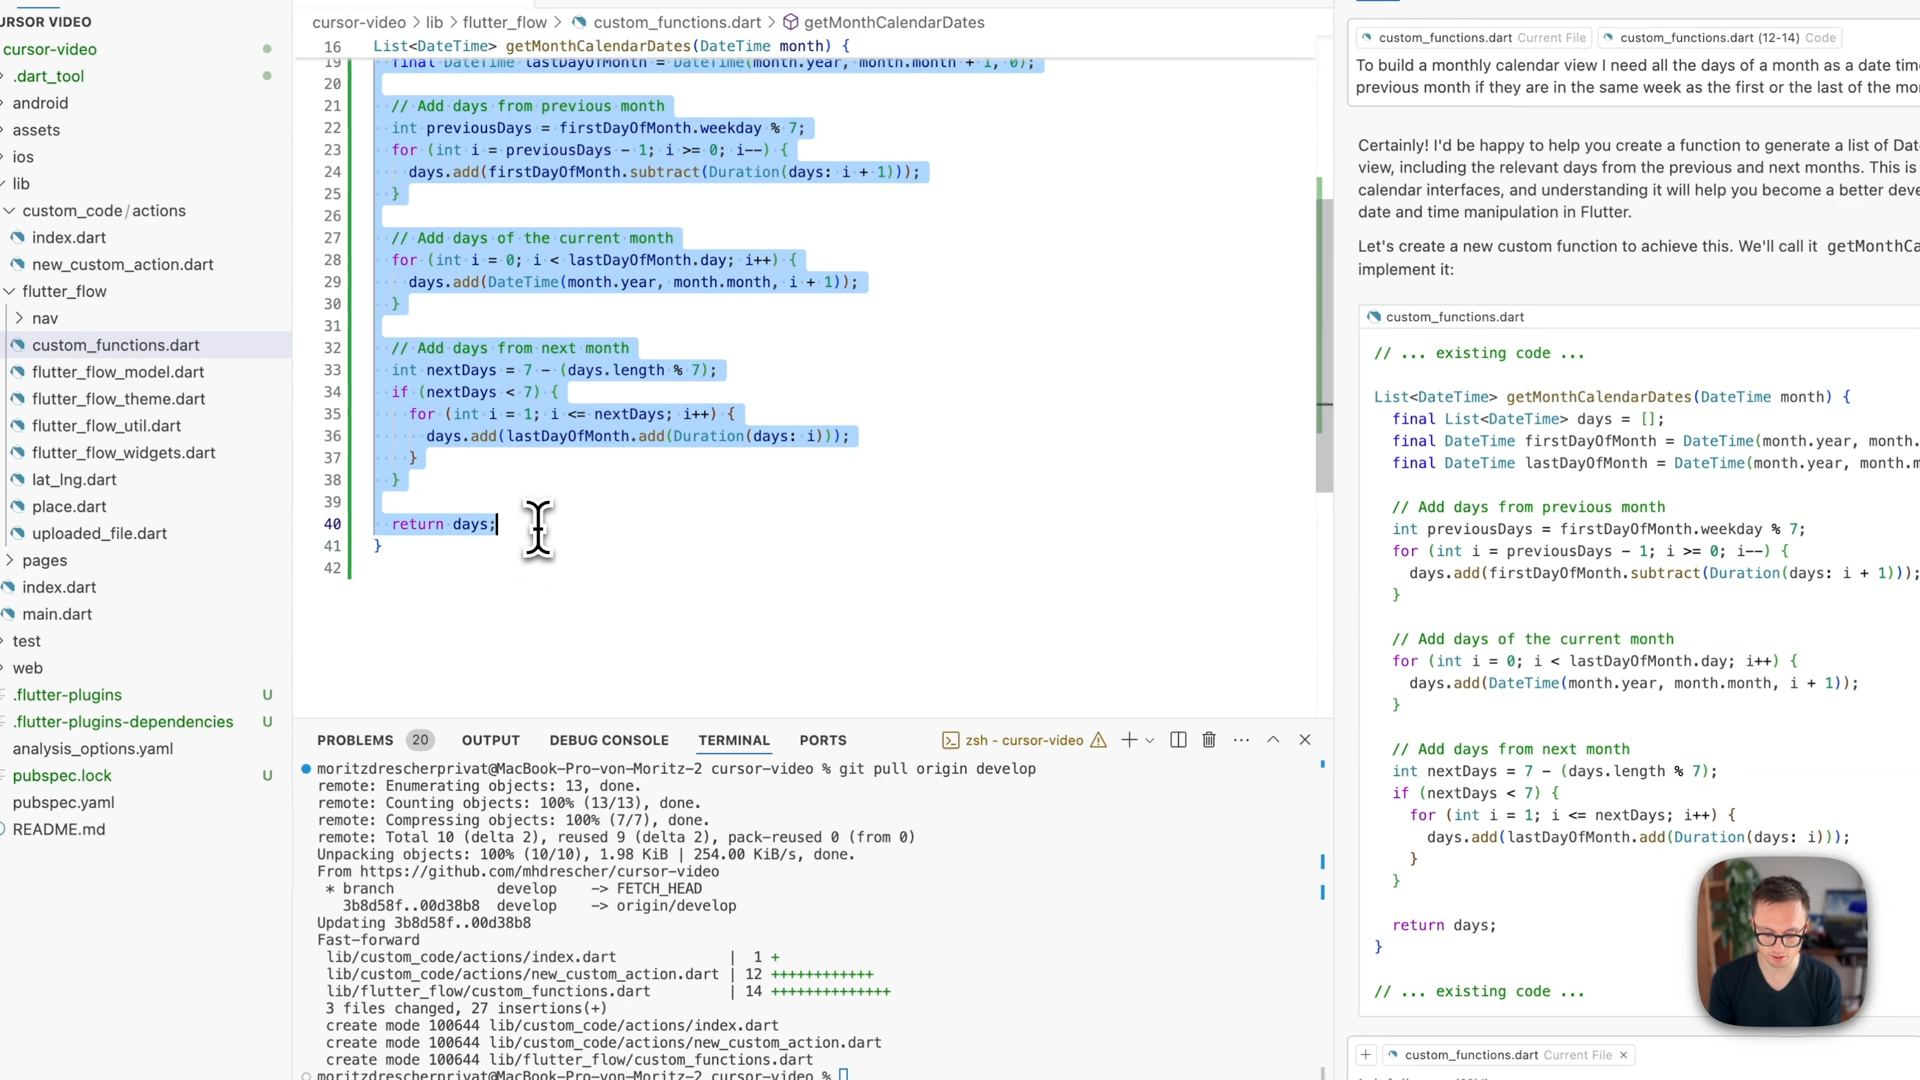 CURSOR VIDEO
cursor-video
.dart_tool
android
assets
ios
lib
custom_code/actions
index.dart
new_custom_action.dart
flutter_flow
nav
custom_functions.dart
flutter_flow_model.dart
flutter_flow_theme.dart
flutter_flow_util.dart
flutter_flow_widgets.dart
lat_lng.dart
place.dart
uploaded_file.dart
pages
index.dart
main.dart
test
web
.flutter-plugins U
.flutter-plugins-dependencies U
analysis_options.yaml
pubspec.lock U
pubspec.yaml
README.md
cursor-video > lib > flutter_flow > custom_functions.dart > getMonthCalendarDates
16 List<DateTime> getMonthCalendarDates(DateTime month) {
19 final DateTime lastDayOfMonth = DateTime(month.year, month.month + 1, 0);
20
21 // Add days from previous month
22 int previousDays = firstDayOfMonth.weekday % 7;
23 for (int i = previousDays - 1; i >= 0; i--) {
24 days.add(firstDayOfMonth.subtract(Duration(days: i + 1)));
25 }
26
27 // Add days of the current month
28 for (int i = 0; i < lastDayOfMonth.day; i++) {
29 days.add(DateTime(month.year, month.month, i + 1));
30 }
31
32 // Add days from next month
33 int nextDays = 7 - (days.length % 7);
34 if (nextDays < 7) {
35 for (int i = 1; i <= nextDays; i++) {
36 days.add(lastDayOfMonth.add(Duration(days: i)));
37 }
38 }
39
40 return days;
41 }
42
PROBLEMS 20 OUTPUT DEBUG CONSOLE TERMINAL PORTS zsh - cursor-video
moritzdrescherprivat@MacBook-Pro-von-Moritz-2 cursor-video % git pull origin develop
remote: Enumerating objects: 13, done.
remote: Counting objects: 100% (13/13), done.
remote: Compressing objects: 100% (7/7), done.
remote: Total 10 (delta 2), reused 9 (delta 2), pack-reused 0 (from 0)
Unpacking objects: 100% (10/10), 1.98 KiB | 254.00 KiB/s, done.
From https://github.com/mhdrescher/cursor-video
* branch develop -> FETCH_HEAD
3b8d58f..00d38b8 develop -> origin/develop
Updating 3b8d58f..00d38b8
Fast-forward
lib/custom_code/actions/index.dart | 1 +
lib/custom_code/actions/new_custom_action.dart | 12 ++++++++++++
lib/flutter_flow/custom_functions.dart | 14 ++++++++++++++
3 files changed, 27 insertions(+)
create mode 100644 lib/custom_code/actions/index.dart
create mode 100644 lib/custom_code/actions/new_custom_action.dart
create mode 100644 lib/flutter_flow/custom_functions.dart
moritzdrescherprivat@MacBook-Pro-von-Moritz-2 cursor-video %
custom_functions.dart Current File custom_functions.dart (12-14) Code
To build a monthly calendar view I need all the days of a month as a date tim
previous month if they are in the same week as the first or the last of the mo
Certainly! I'd be happy to help you create a function to generate a list of Dat
view, including the relevant days from the previous and next months. This is
calendar interfaces, and understanding it will help you become a better deve
date and time manipulation in Flutter.
Let's create a new custom function to achieve this. We'll call it getMonthCa
implement it:
custom_functions.dart
// ... existing code ...
List<DateTime> getMonthCalendarDates(DateTime month) {
final List<DateTime> days = [];
final DateTime firstDayOfMonth = DateTime(month.year, month.
final DateTime lastDayOfMonth = DateTime(month.year, month.m
// Add days from previous month
int previousDays = firstDayOfMonth.weekday % 7;
for (int i = previousDays - 1; i >= 0; i--) {
days.add(firstDayOfMonth.subtract(Duration(days: i + 1)));
}
// Add days of the current month
for (int i = 0; i < lastDayOfMonth.day; i++) {
days.add(DateTime(month.year, month.month, i + 1));
}
// Add days from next month
int nextDays = 7 - (days.length % 7);
if (nextDays < 7) {
for (int i = 1; i <= nextDays; i++) {
days.add(lastDayOfMonth.add(Duration(days: i)));
}
}
return days;
}
// ... existing code ...
custom_functions.dart Current File